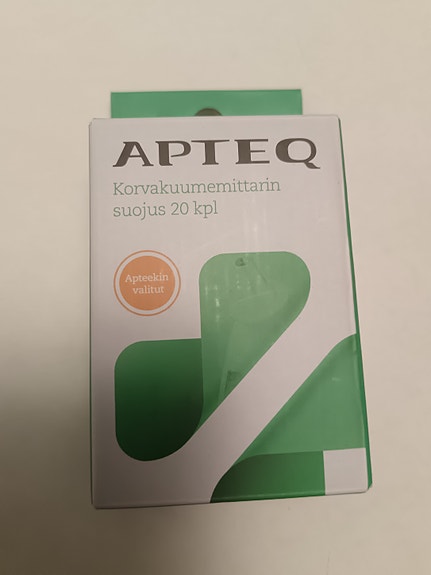 APTEQ
Korvakuumemittarin
suojus 20 kpl
Apteekin
valitut